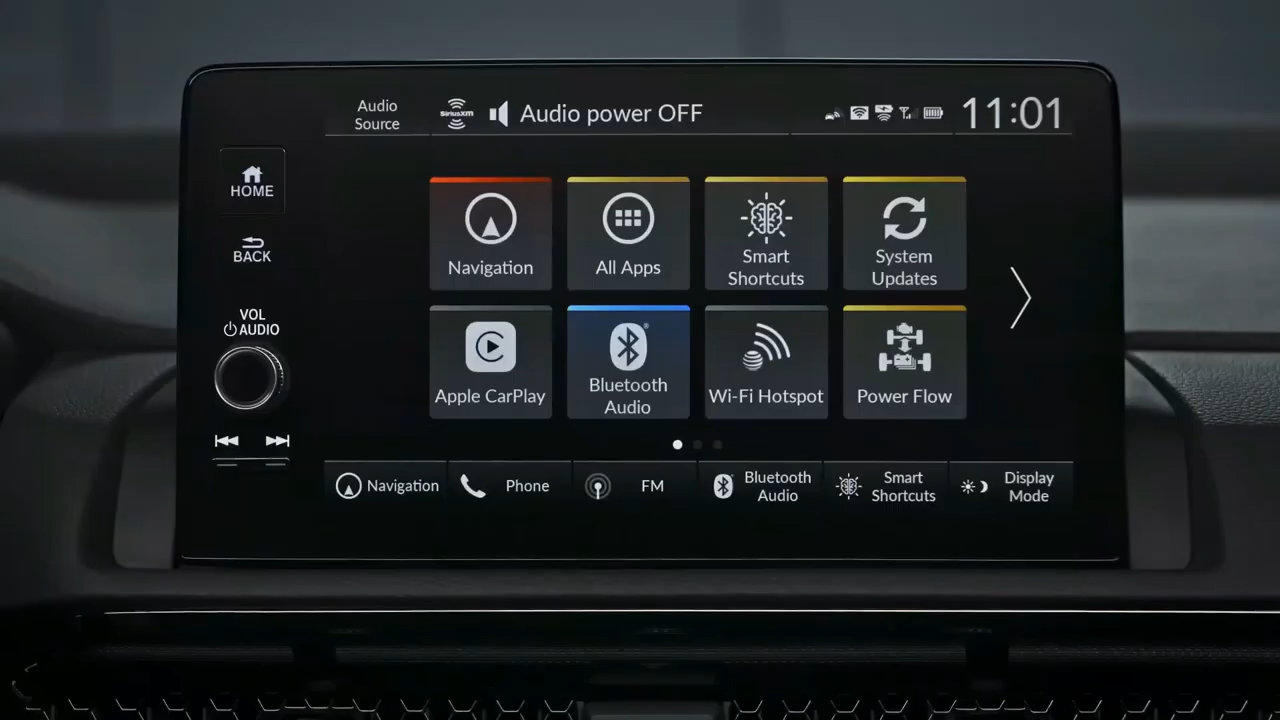 Audio
Source
SiriusXM
Audio power OFF
11:01
HOME
BACK
VOL
AUDIO
Navigation
All Apps
Smart
Shortcuts
System
Updates
Apple CarPlay
Bluetooth
Audio
Wi-Fi Hotspot
Power Flow
Navigation
Phone
FM
Bluetooth
Audio
Smart
Shortcuts
Display
Mode